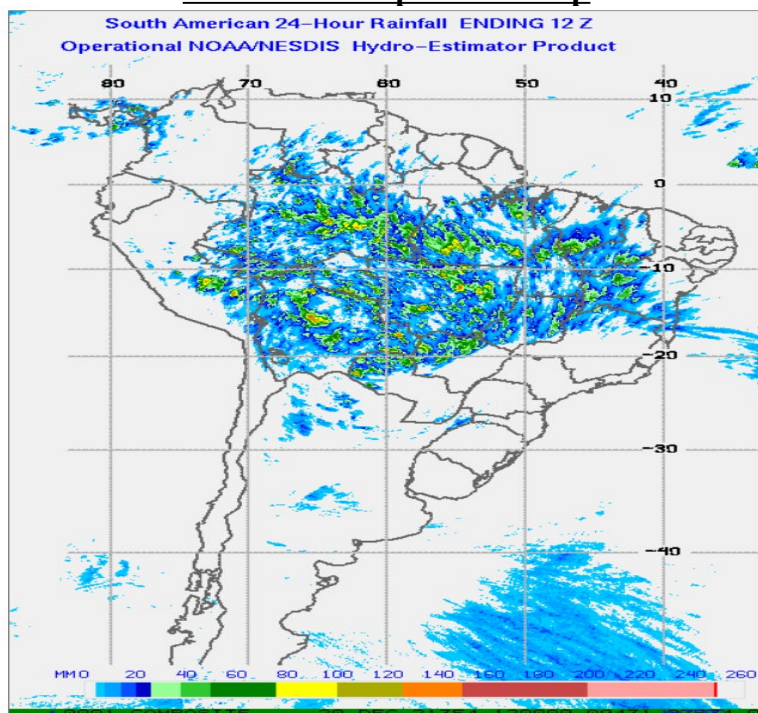 South American 24-Hour Rainfall ENDING 12 Z
Operational NOAA/NESDIS Hydro-Estimator Product
80 70 60 50 40
10
0
-10
-20
-30
-40
MM 0 20 40 60 80 100 120 140 160 180 200 220 240 260